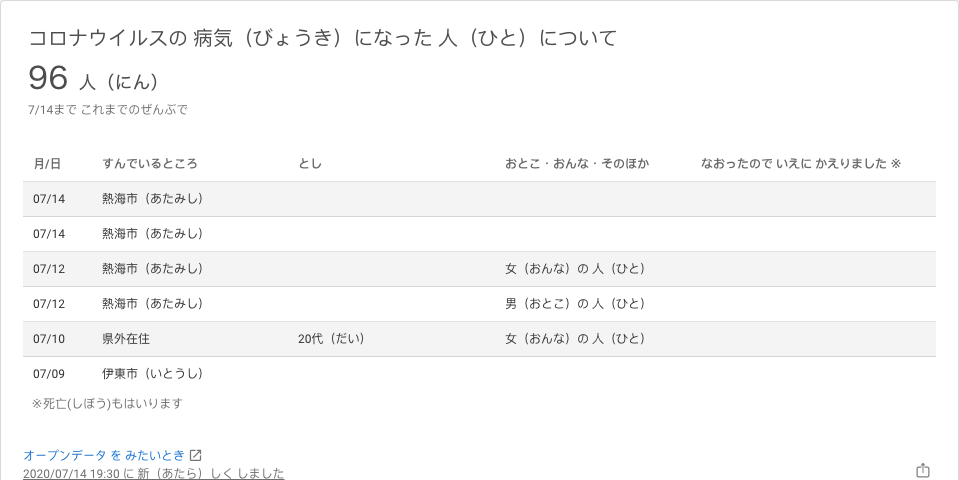 コロナウイルスの 病気（びょうき）になった 人（ひと）について
96 人（にん）
7/14まで これまでのぜんぶで
月/日 すんでいるところ とし おとこ・おんな・そのほか なおったので いえに かえりました ※
07/14 熱海市（あたみし）
07/14 熱海市（あたみし）
07/12 熱海市（あたみし） 女（おんな）の 人（ひと）
07/12 熱海市（あたみし） 男（おとこ）の 人（ひと）
07/10 県外在住 20代（だい） 女（おんな）の 人（ひと）
07/09 伊東市（いとうし）
※死亡(しぼう)もはいります
オープンデータ を みたいとき
2020/07/14 19:30 に 新（あたら）しく しました